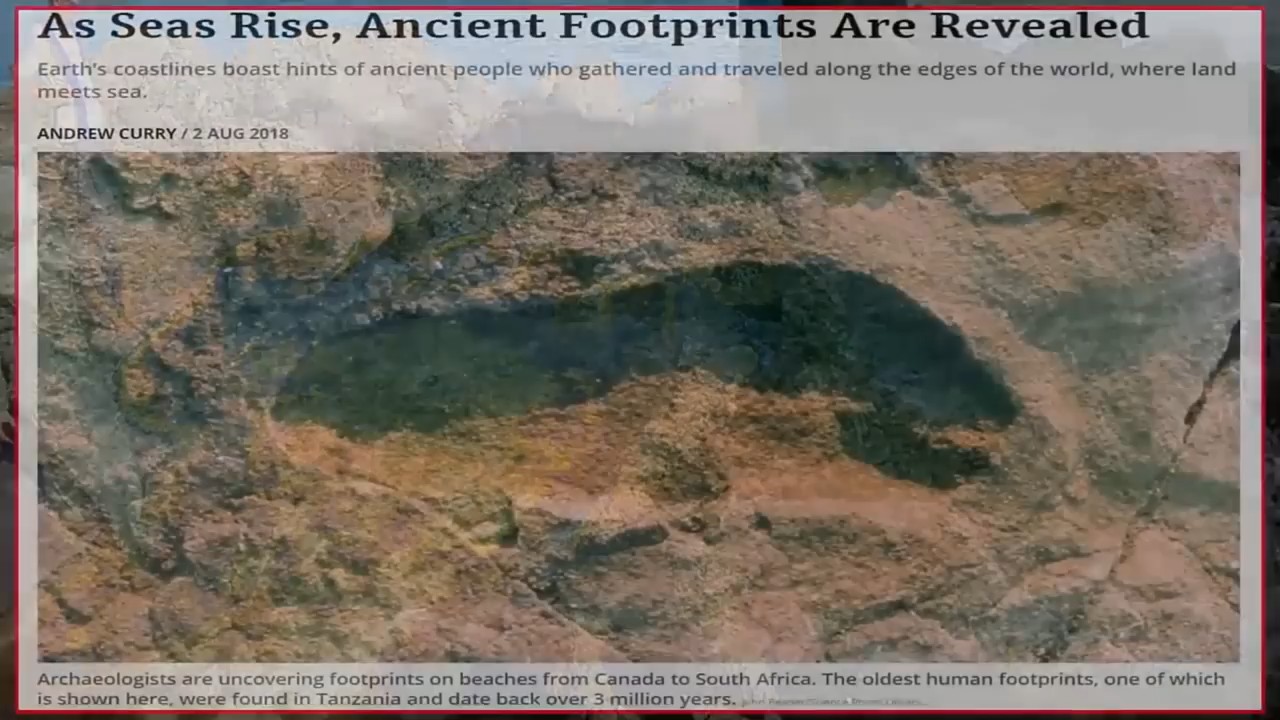 As Seas Rise, Ancient Footprints Are Revealed
Earth's coastlines boast hints of ancient people who gathered and traveled along the edges of the world, where land
meets sea.
ANDREW CURRY / 2 AUG 2018
Archaeologists are uncovering footprints on beaches from Canada to South Africa. The oldest human footprints, one of which
is shown here, were found in Tanzania and date back over 3 million years.